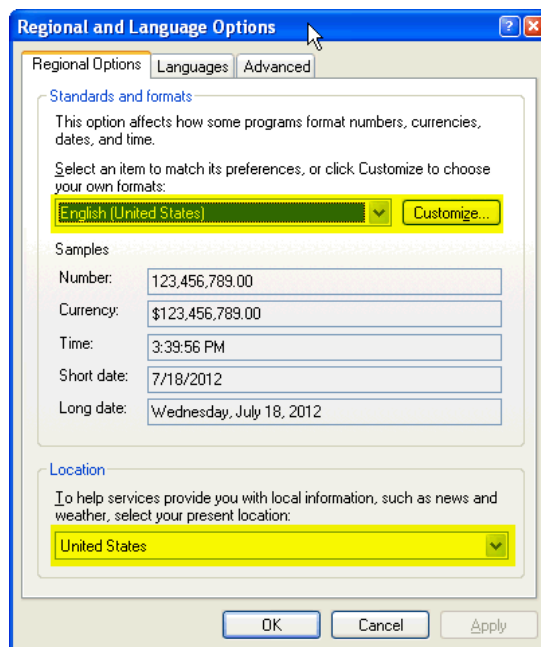 Regional and Language Options
Regional Options Languages Advanced
Standards and formats
This option affects how some programs format numbers, currencies,
dates, and time.
Select an item to match its preferences, or click Customize to choose
your own formats:
English (United States) Customize...
Samples
Number: 123,456,789.00
Currency: $123,456,789.00
Time: 3:39:56 PM
Short date: 7/18/2012
Long date: Wednesday, July 18, 2012
Location
To help services provide you with local information, such as news and
weather, select your present location:
United States
OK Cancel Apply